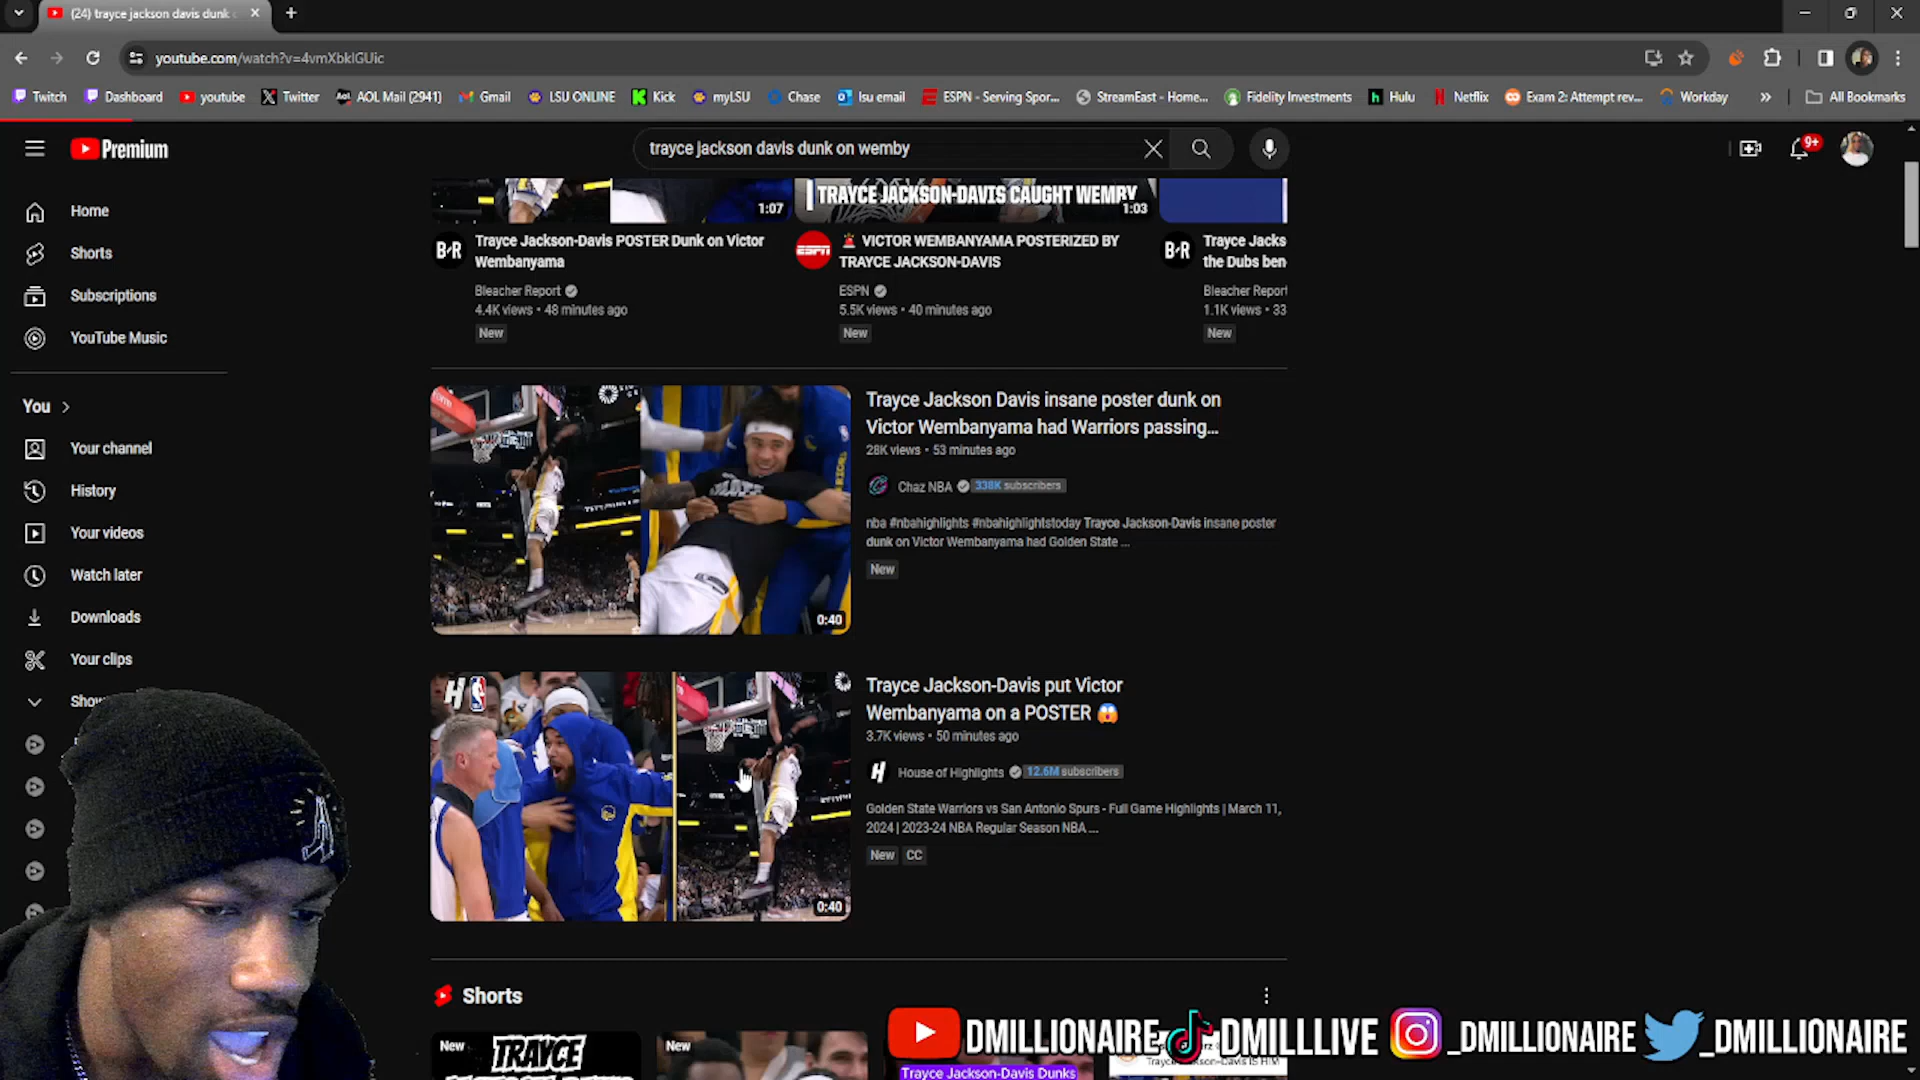 (24) trayce jackson davis dunk
youtube.com/watch?v=4vmXbklGUic
Twitch
Dashboard
youtube
Twitter
AOL Mail (2941)
Gmail
LSU ONLINE
Kick
myLSU
Chase
lsu email
ESPN - Serving Spor...
StreamEast - Home...
Fidelity Investments
Hulu
Netflix
Exam 2: Attempt rev...
Workday
All Bookmarks
Premium
trayce jackson davis dunk on wemby
9+
Home
Shorts
Subscriptions
YouTube Music
You
Your channel
History
Your videos
Watch later
Downloads
Your clips
Show
1:07
TRAYCE JACKSON-DAVIS CAUGHT WEMBY
1:03
B/R
Trayce Jackson-Davis POSTER Dunk on Victor
Wembanyama
Bleacher Report
4.4K views • 48 minutes ago
New
ESPN
VICTOR WEMBANYAMA POSTERIZED BY
TRAYCE JACKSON-DAVIS
ESPN
5.5K views • 40 minutes ago
New
B/R
Trayce Jacks
the Dubs ben
Bleacher Report
1.1K views • 33
New
0:40
Trayce Jackson Davis insane poster dunk on
Victor Wembanyama had Warriors passing...
28K views • 53 minutes ago
Chaz NBA
338K subscribers
nba #nbahighlights #nbahighlightstoday Trayce Jackson-Davis insane poster
dunk on Victor Wembanyama had Golden State ...
New
H
0:40
Trayce Jackson-Davis put Victor
Wembanyama on a POSTER 😱
3.7K views • 50 minutes ago
House of Highlights
12.6M subscribers
Golden State Warriors vs San Antonio Spurs - Full Game Highlights | March 11,
2024 | 2023-24 NBA Regular Season NBA ...
New
CC
Shorts
New
TRAYCE
New
Trayce Jackson-Davis Dunks
Trayce Jackson-Davis IS HIM
DMILLIONAIRE
DMILLLIVE
_DMILLIONAIRE
_DMILLIONAIRE